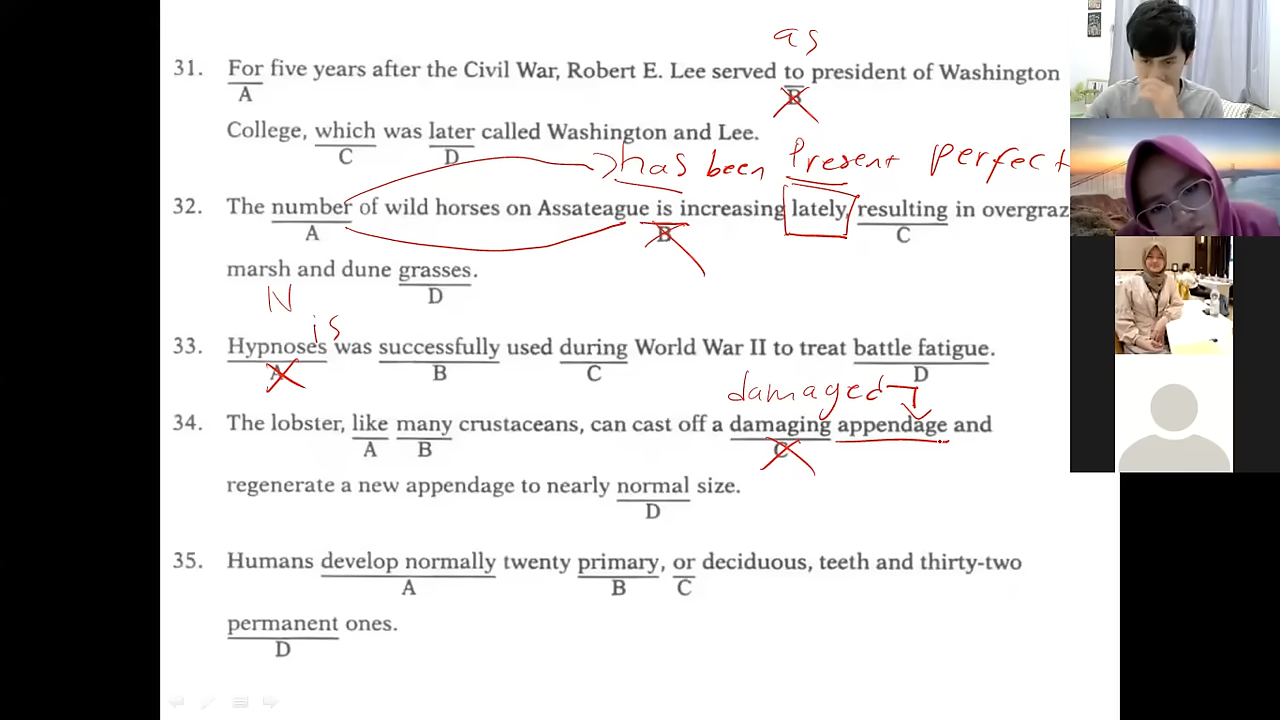 as
31. For five years after the Civil War, Robert E. Lee served to president of Washington
A B
College, which was later called Washington and Lee.
C D
has been Present perfect
32. The number of wild horses on Assateague is increasing lately, resulting in overgraz
A B C
marsh and dune grasses.
D
N is
33. Hypnoses was successfully used during World War II to treat battle fatigue.
A B C D
damaged
34. The lobster, like many crustaceans, can cast off a damaging appendage and
A B C
regenerate a new appendage to nearly normal size.
D
35. Humans develop normally twenty primary, or deciduous, teeth and thirty-two
A B C
permanent ones.
D